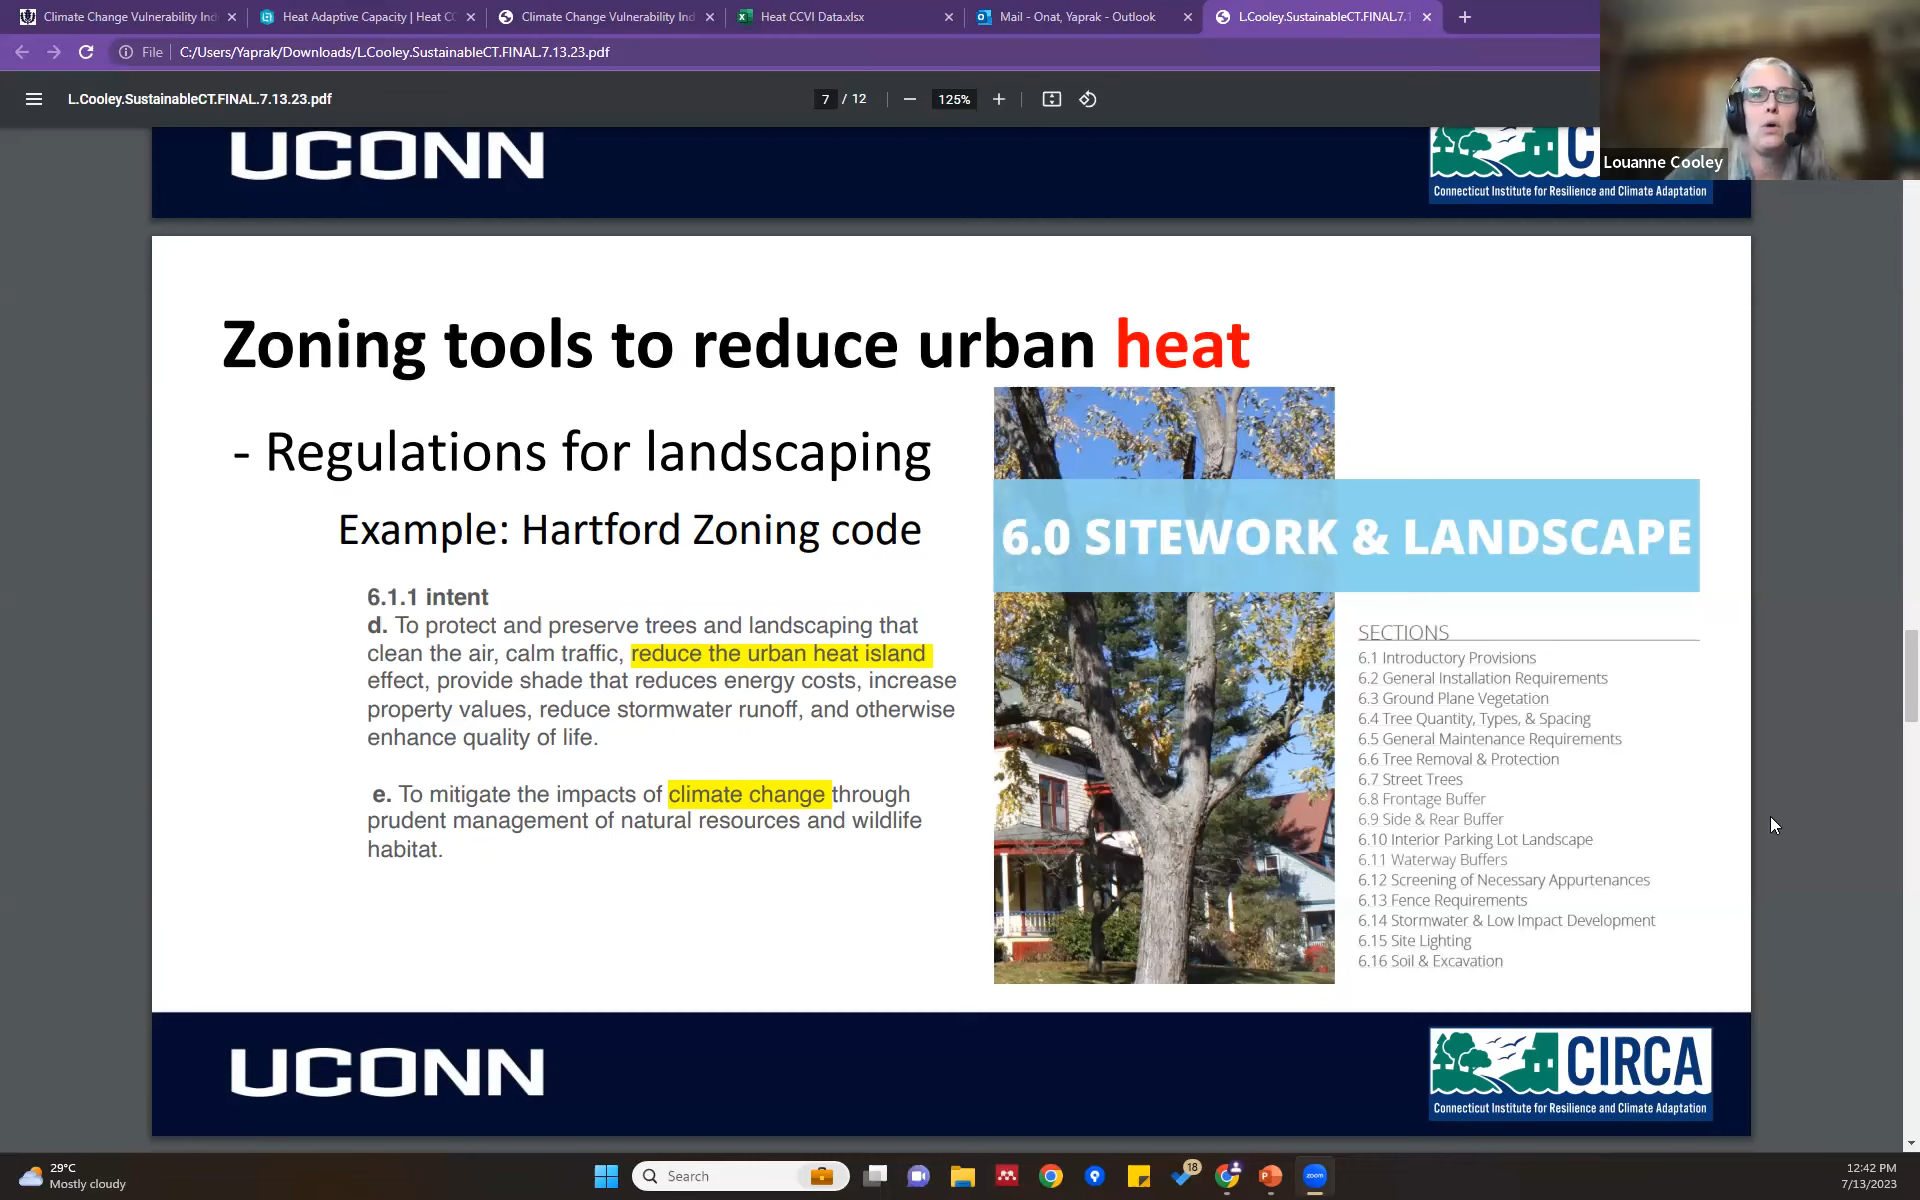 Climate Change Vulnerability Ind
Heat Adaptive Capacity | Heat CC
Climate Change Vulnerability Ind
Heat CCVI Data.xlsx
Mail - Onat, Yaprak - Outlook
L.Cooley.SustainableCT.FINAL.7.1
File
C:/Users/Yaprak/Downloads/L.Cooley.SustainableCT.FINAL.7.13.23.pdf
L.Cooley.SustainableCT.FINAL.7.13.23.pdf
7 / 12
125%
Louanne Cooley
UCONN
C
Connecticut Institute for Resilience and Climate Adaptation
Zoning tools to reduce urban heat
- Regulations for landscaping
Example: Hartford Zoning code
6.1.1 intent
d. To protect and preserve trees and landscaping that
clean the air, calm traffic, reduce the urban heat island
effect, provide shade that reduces energy costs, increase
property values, reduce stormwater runoff, and otherwise
enhance quality of life.
e. To mitigate the impacts of climate change through
prudent management of natural resources and wildlife
habitat.
6.0 SITEWORK & LANDSCAPE
SECTIONS
6.1 Introductory Provisions
6.2 General Installation Requirements
6.3 Ground Plane Vegetation
6.4 Tree Quantity, Types, & Spacing
6.5 General Maintenance Requirements
6.6 Tree Removal & Protection
6.7 Street Trees
6.8 Frontage Buffer
6.9 Side & Rear Buffer
6.10 Interior Parking Lot Landscape
6.11 Waterway Buffers
6.12 Screening of Necessary Appurtenances
6.13 Fence Requirements
6.14 Stormwater & Low Impact Development
6.15 Site Lighting
6.16 Soil & Excavation
UCONN
CIRCA
Connecticut Institute for Resilience and Climate Adaptation
29°C
Mostly cloudy
Search
18
zoom
12:42 PM
7/13/2023